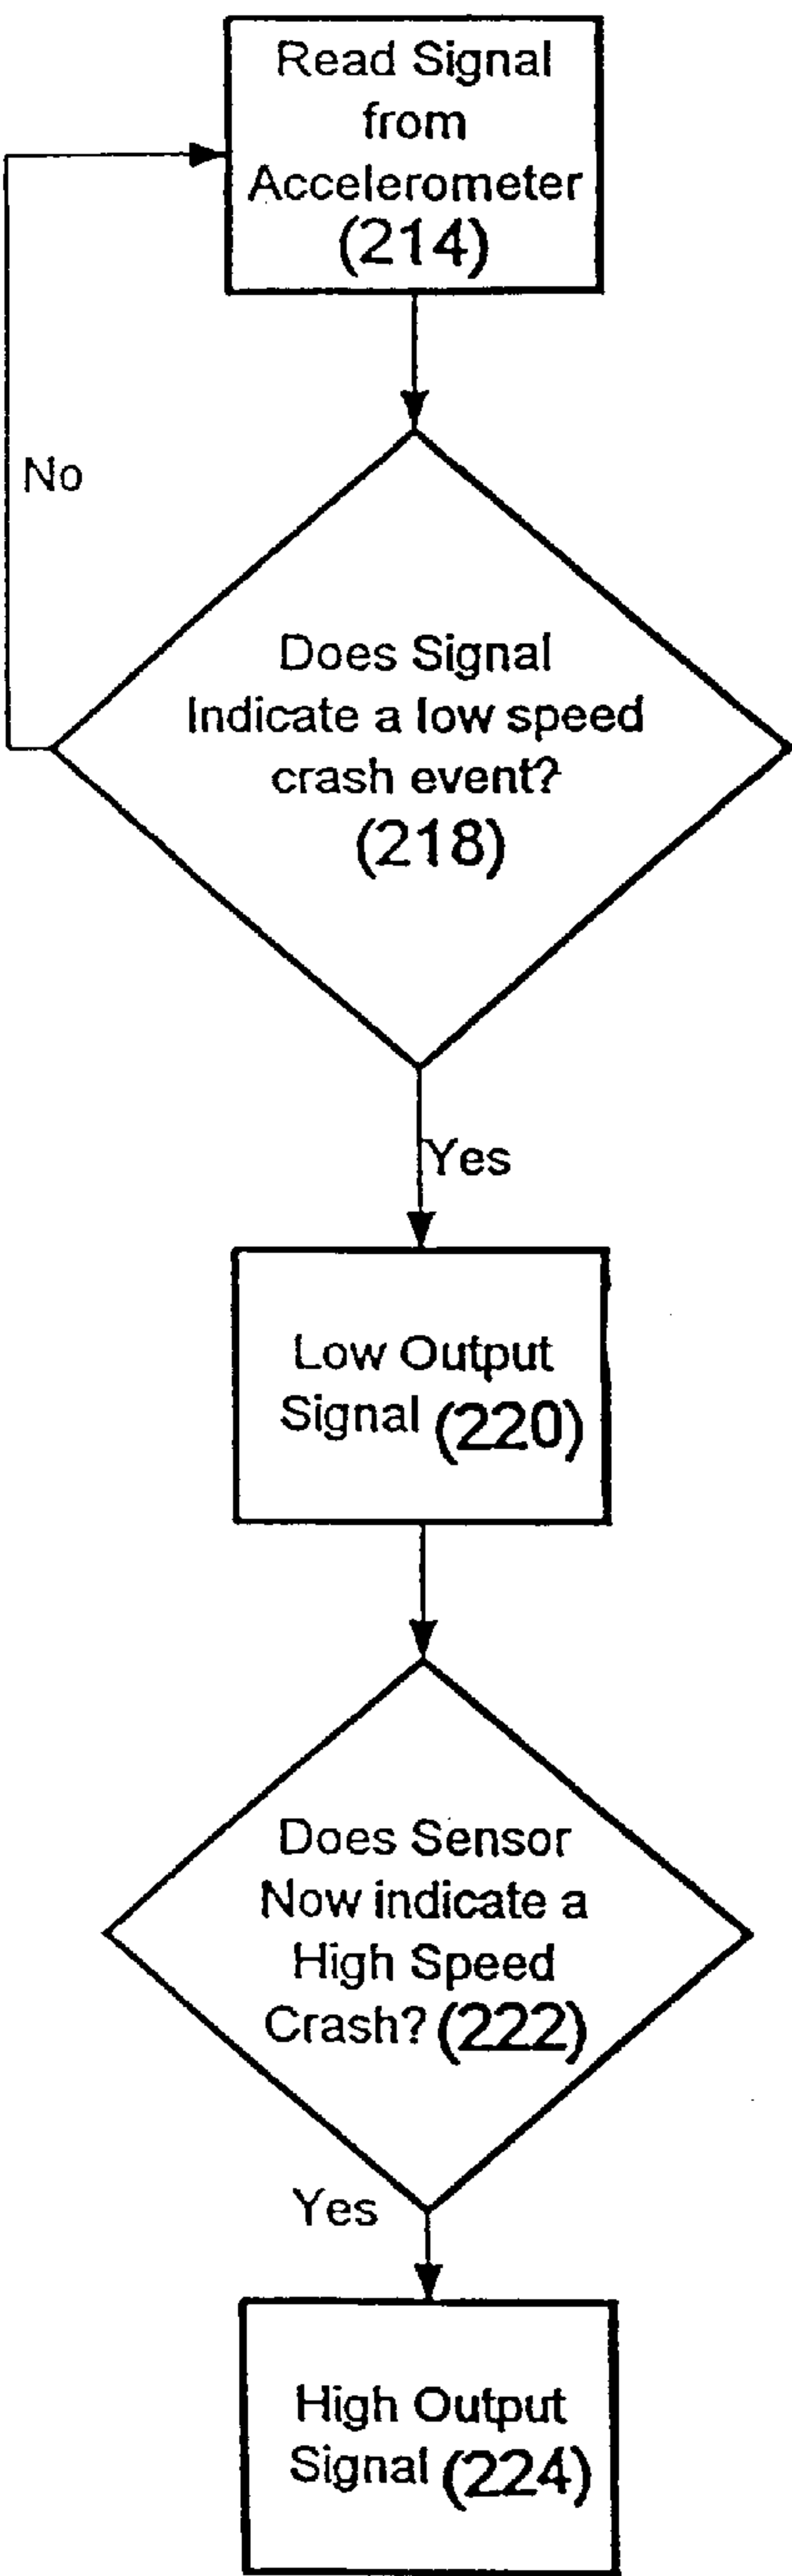 Read Signal
from
Accelerometer
(214)
No
Does Signal
Indicate a low speed
crash event?
(218)
Yes
Low Output
Signal (220)
Does Sensor
Now indicate a
High Speed
Crash? (222)
Yes
High Output
Signal (224)